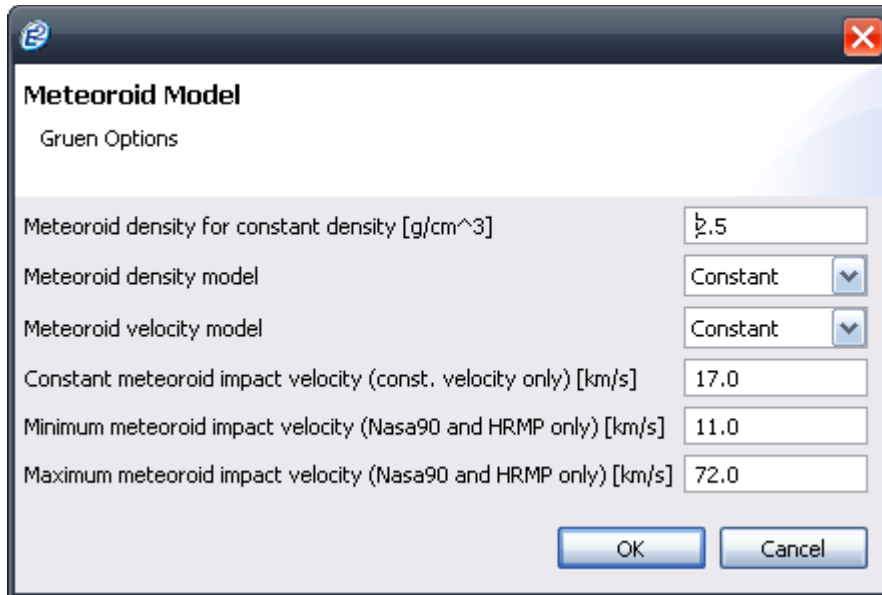 Meteoroid Model
Gruen Options
Meteoroid density for constant density [g/cm^3] 2.5
Meteoroid density model Constant
Meteoroid velocity model Constant
Constant meteoroid impact velocity (const. velocity only) [km/s] 17.0
Minimum meteoroid impact velocity (Nasa90 and HRMP only) [km/s] 11.0
Maximum meteoroid impact velocity (Nasa90 and HRMP only) [km/s] 72.0
OK Cancel